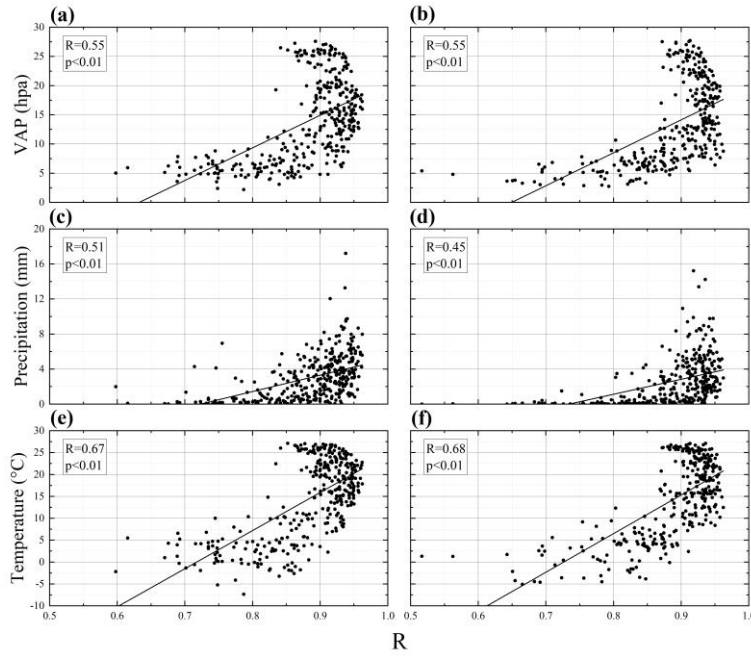 (a) (b)
R=0.55
p<0.01
R=0.55
p<0.01
VAP (hpa)
30
25
20
15
10
5
0
(c) (d)
R=0.51
p<0.01
R=0.45
p<0.01
Precipitation (mm)
20
16
12
8
4
0
(e) (f)
R=0.67
p<0.01
R=0.68
p<0.01
Temperature (°C)
30
25
20
15
10
5
0
-5
-10
0.5 0.6 0.7 0.8 0.9 1.0 0.5 0.6 0.7 0.8 0.9 1.0
R